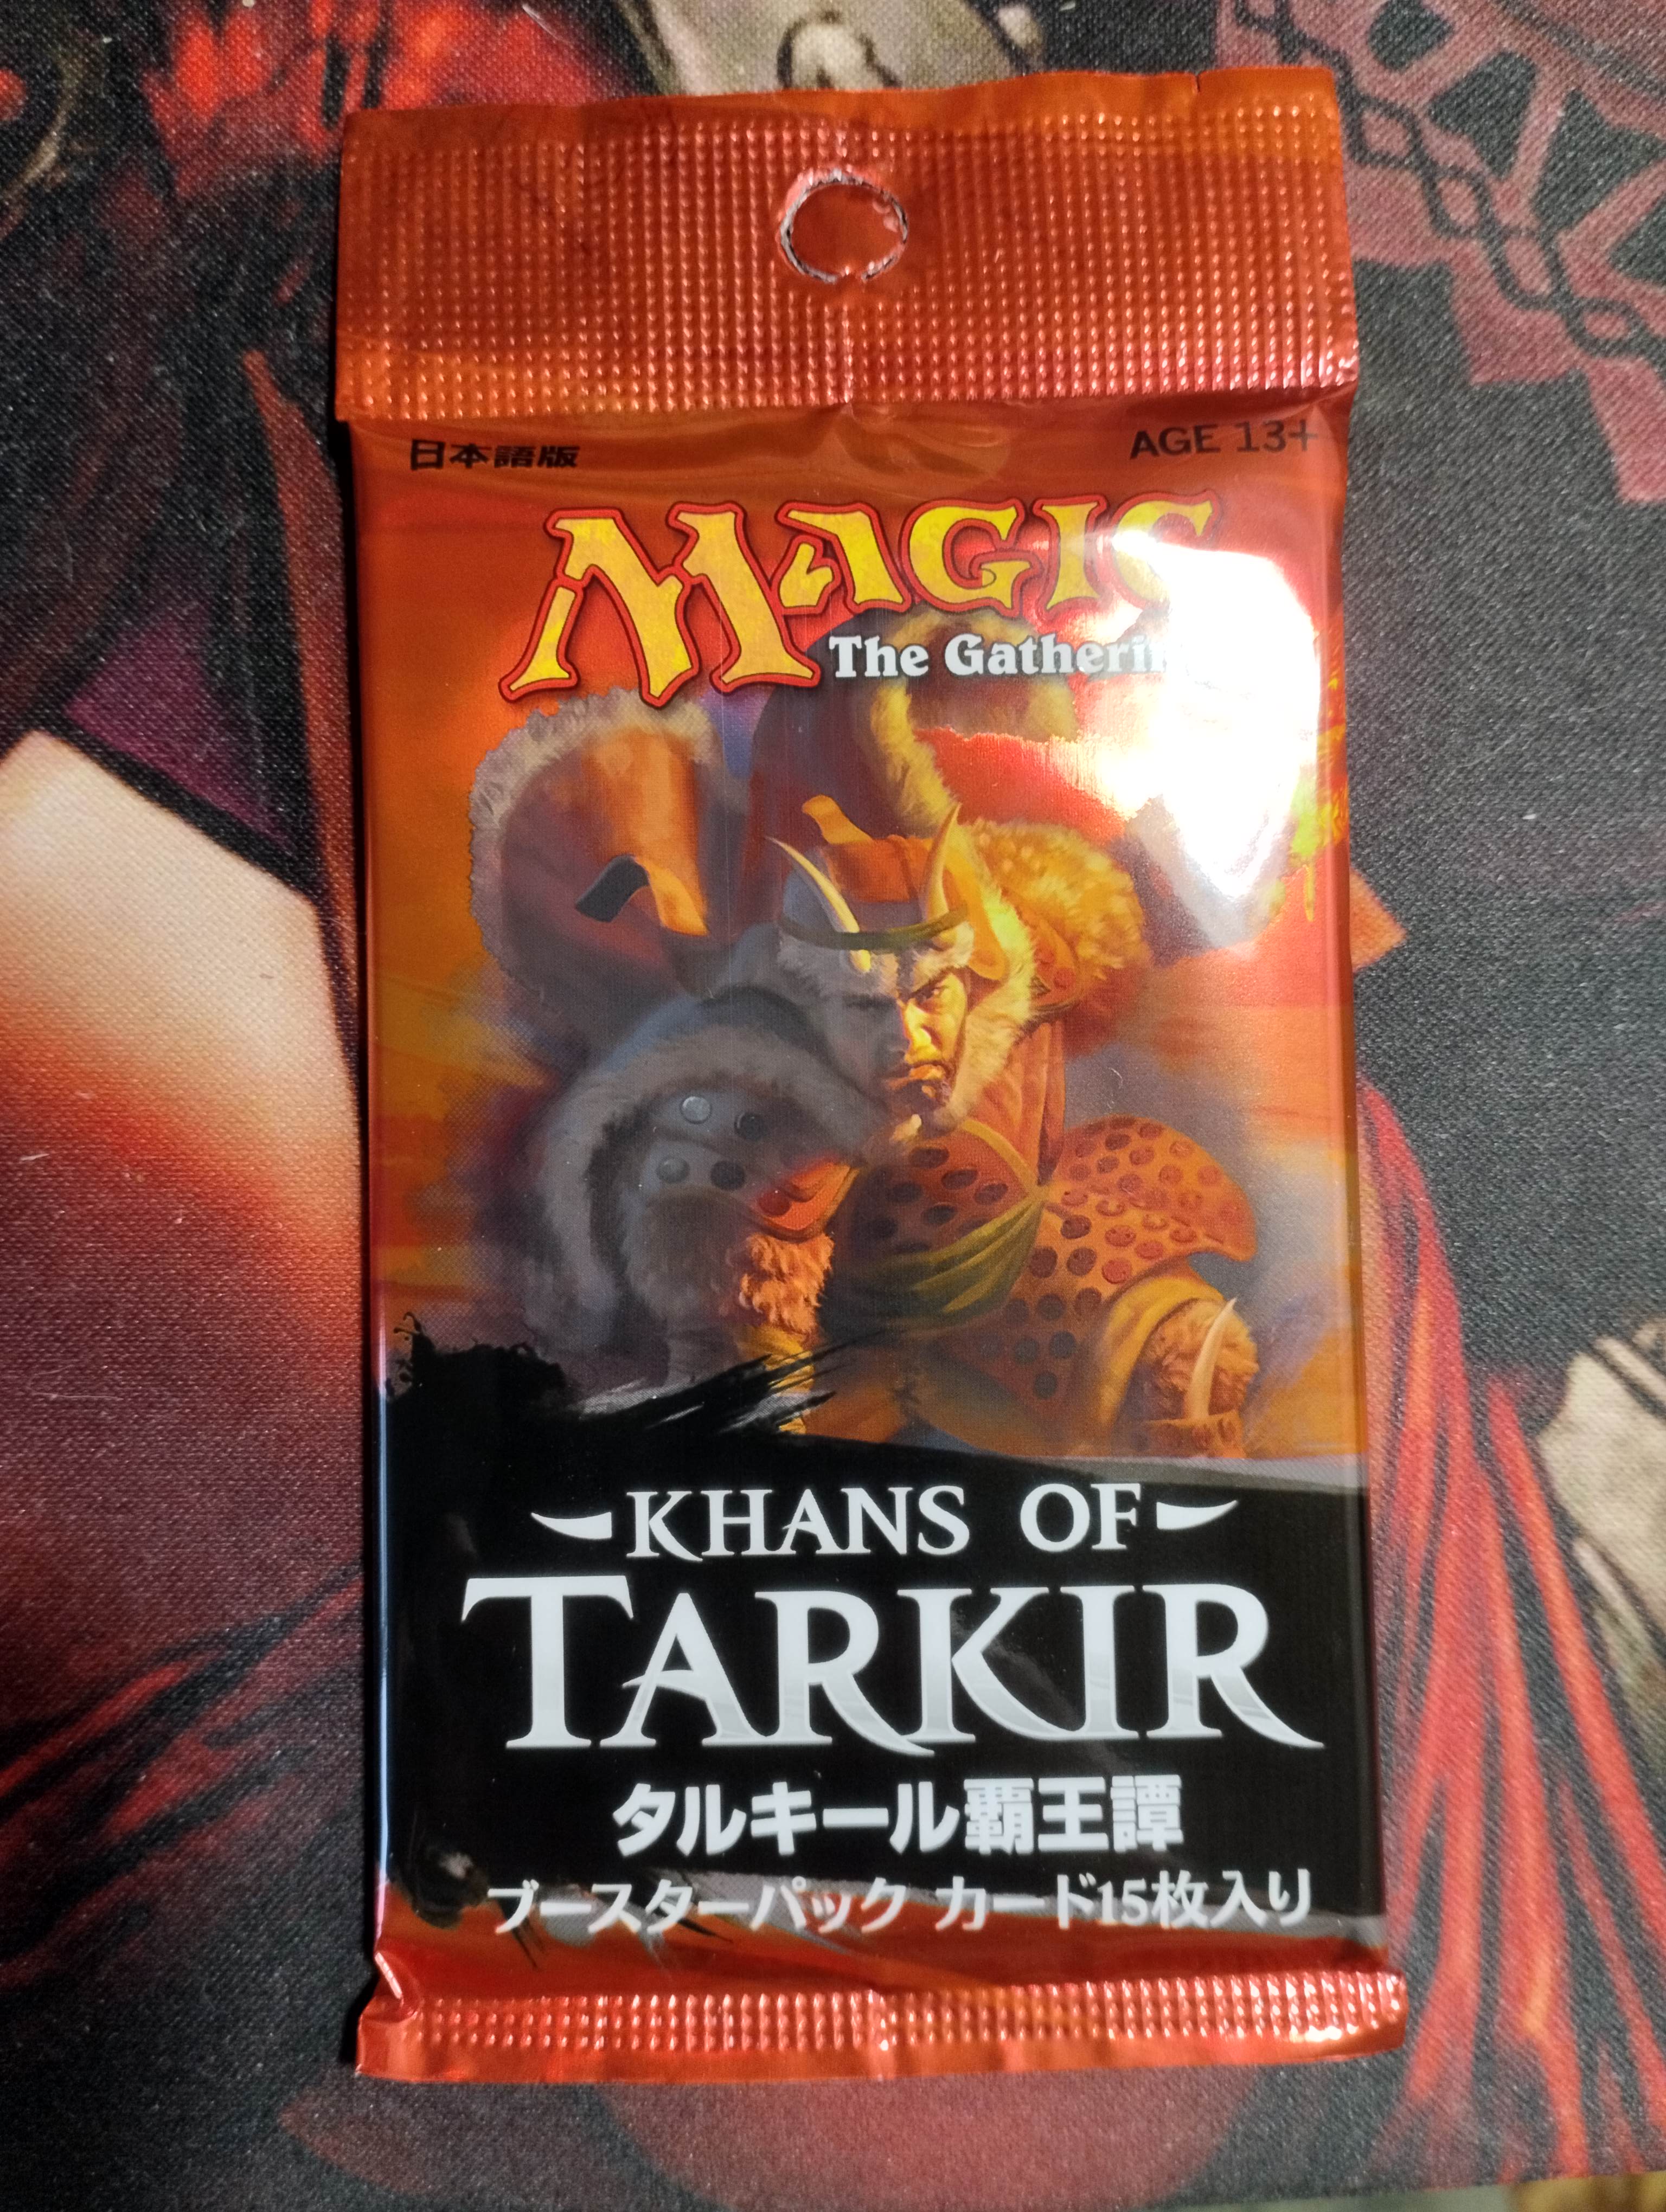 日本語版
AGE 13+
MAGIC
The
KHANS OF
TARKIR
タルキール覇王譚
ブースターパック カード15枚入り